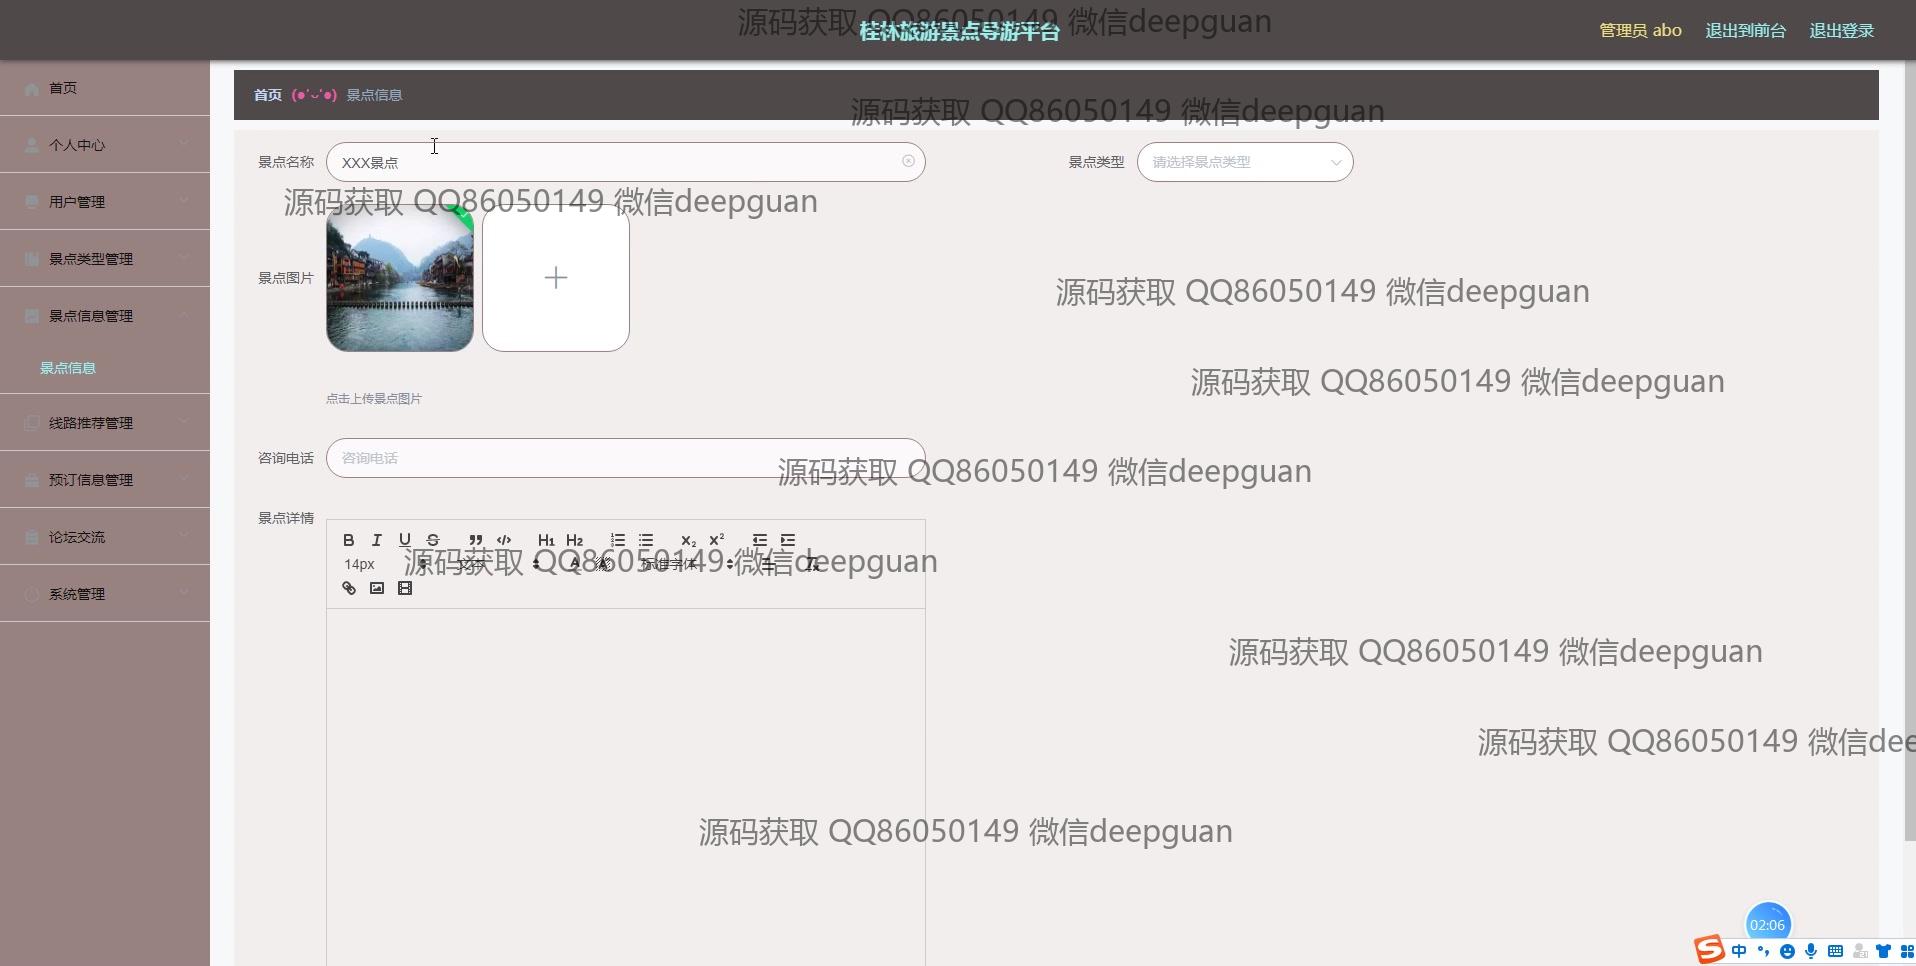 源码获取 QQ86050149 微信deepguan
桂林旅游景点导游平台
管理员 abo 退出到前台 退出登录
首页
个人中心
用户管理
景点类型管理
景点信息管理
景点信息
线路推荐管理
预订信息管理
论坛交流
系统管理
首页 (●'◡'●) 景点信息
源码获取 QQ86050149 微信deepguan
景点名称 XXX景点 景点类型 请选择景点类型
源码获取 QQ86050149 微信deepguan
景点图片
源码获取 QQ86050149 微信deepguan
源码获取 QQ86050149 微信deepguan
点击上传景点图片
咨询电话 咨询电话
源码获取 QQ86050149 微信deepguan
景点详情
B I U S H1 H2 X2 X2
14px 文本 A A 标准字体 Tx
源码获取 QQ86050149 微信deepguan
源码获取 QQ86050149 微信deepguan
源码获取 QQ86050149 微信dee
源码获取 QQ86050149 微信deepguan
02:06
S 中